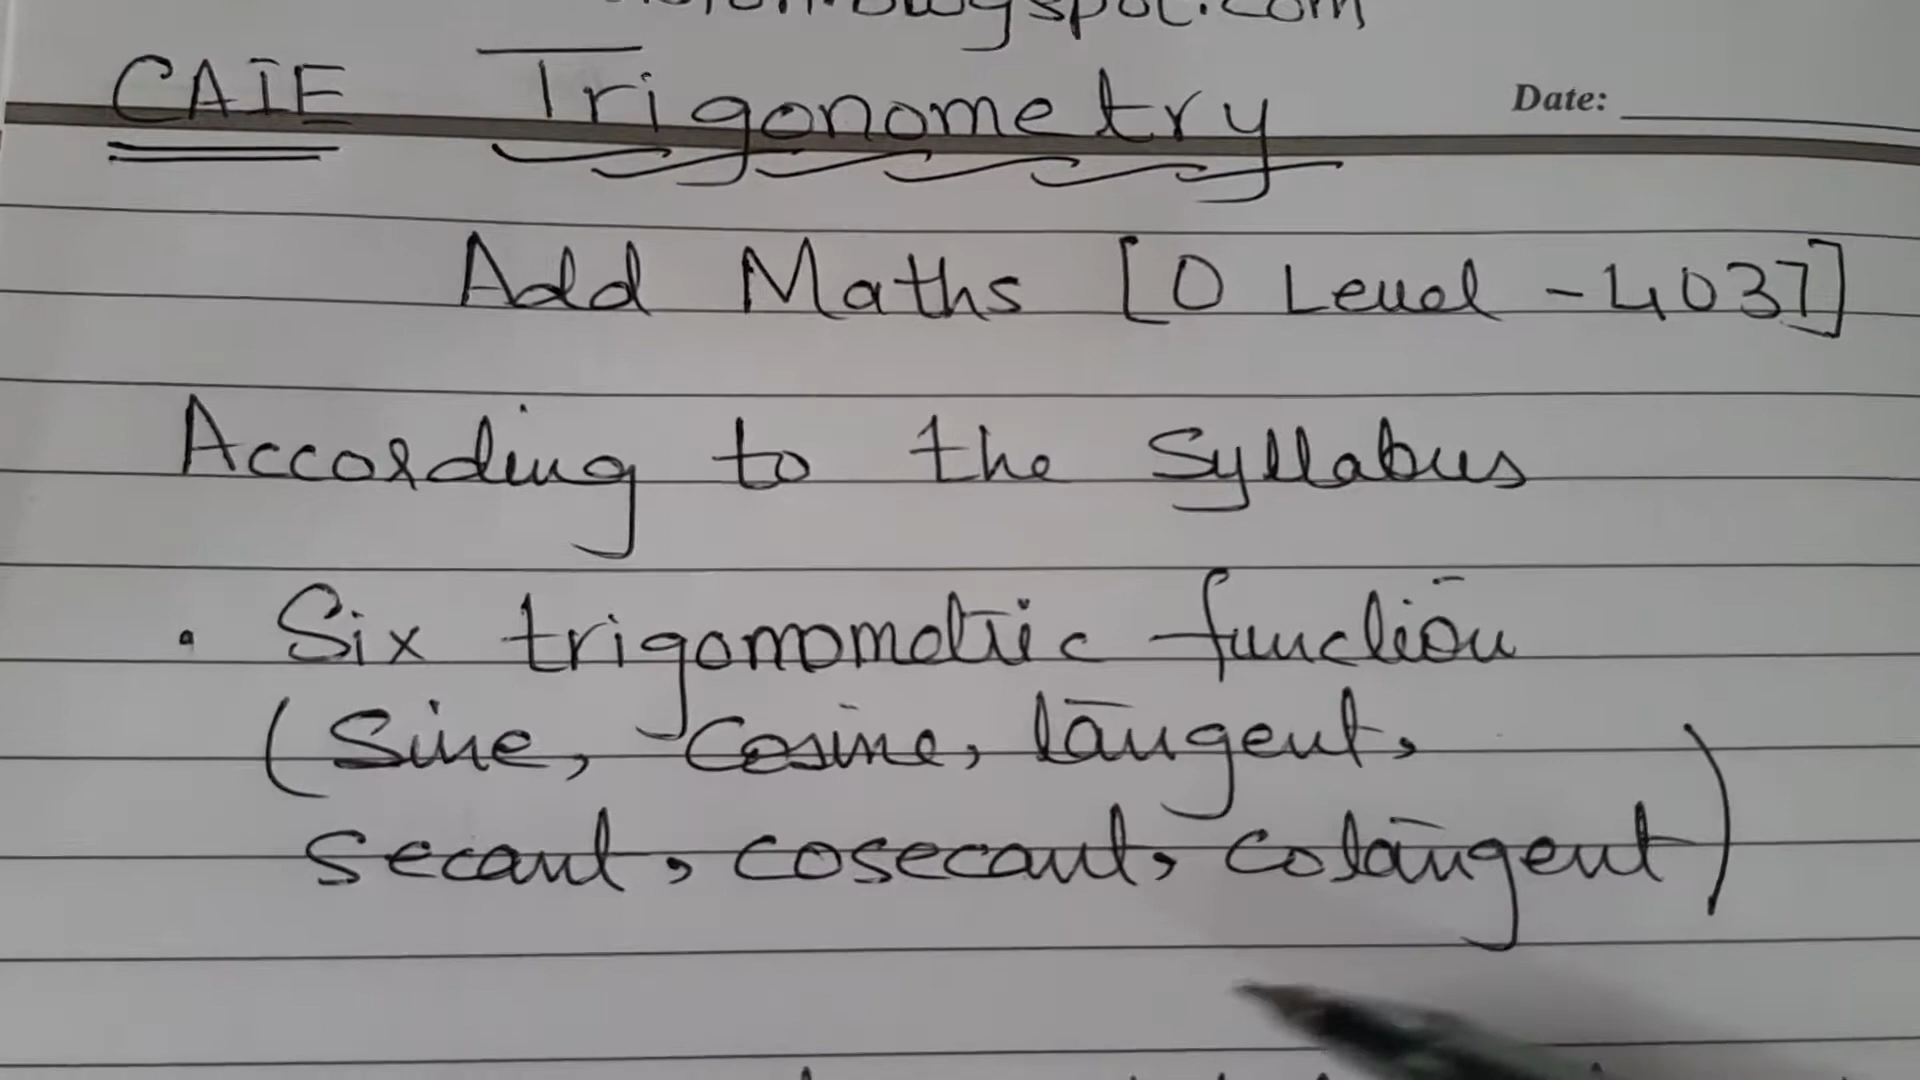 CAIE Trigonometry
Date:
Add Maths [O Level - 4037]
According to the syllabus
• Six trigonomometric function
(Sine, cosine, tangent,
secant, cosecant, cotangent)